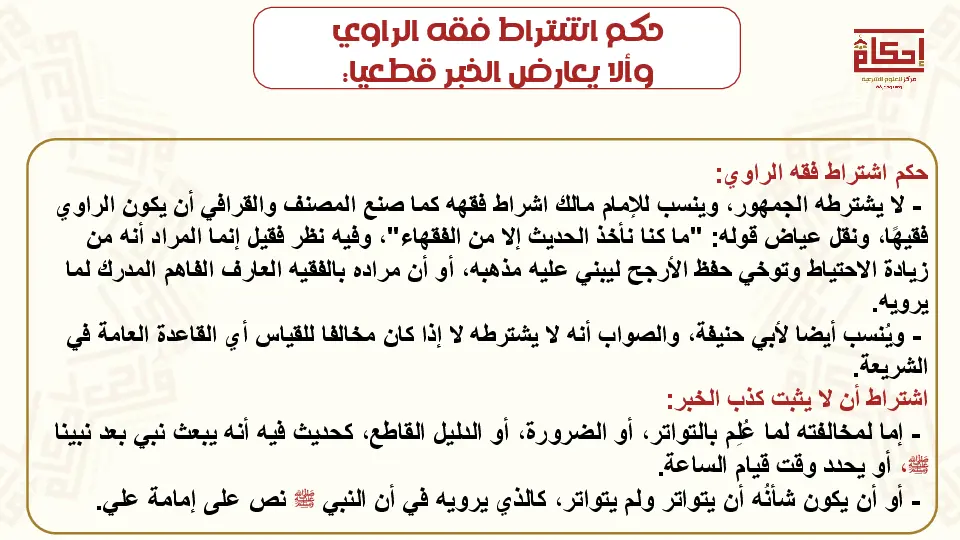 حكم اشتراط فقه الراوي
وألا يعارض الخبر قطعيا:
إحكام
مركز للعلوم الشرعية
حكم اشتراط فقه الراوي:
- لا يشترطه الجمهور، وينسب للإمام مالك اشراط فقهه كما صنع المصنف والقرافي أن يكون الراوي
فقيهًا، ونقل عياض قوله: "ما كنا نأخذ الحديث إلا من الفقهاء"، وفيه نظر فقيل إنما المراد أنه من
زيادة الاحتياط وتوخي حفظ الأرجح ليبني عليه مذهبه، أو أن مراده بالفقيه العارف الفاهم المدرك لما
يرويه.
- ويُنسب أيضا لأبي حنيفة، والصواب أنه لا يشترطه لا إذا كان مخالفا للقياس أي القاعدة العامة في
الشريعة.
اشتراط أن لا يثبت كذب الخبر:
- إما لمخالفته لما عُلِم بالتواتر، أو الضرورة، أو الدليل القاطع، كحديث فيه أنه يبعث نبي بعد نبينا
ﷺ، أو يحدد وقت قيام الساعة.
- أو أن يكون شأنُه أن يتواتر ولم يتواتر، كالذي يرويه في أن النبي ﷺ نص على إمامة علي.